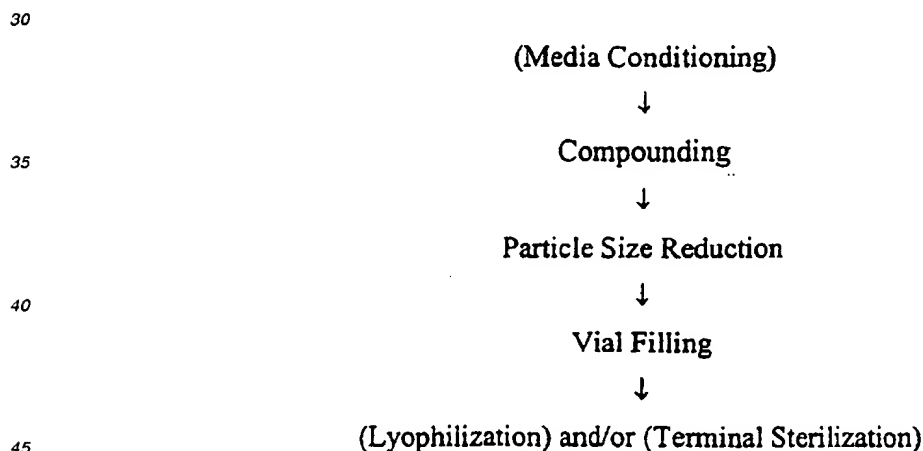 30
(Media Conditioning)
↓
35 Compounding
↓
Particle Size Reduction
↓
40
Vial Filling
↓
45 (Lyophilization) and/or (Terminal Sterilization)